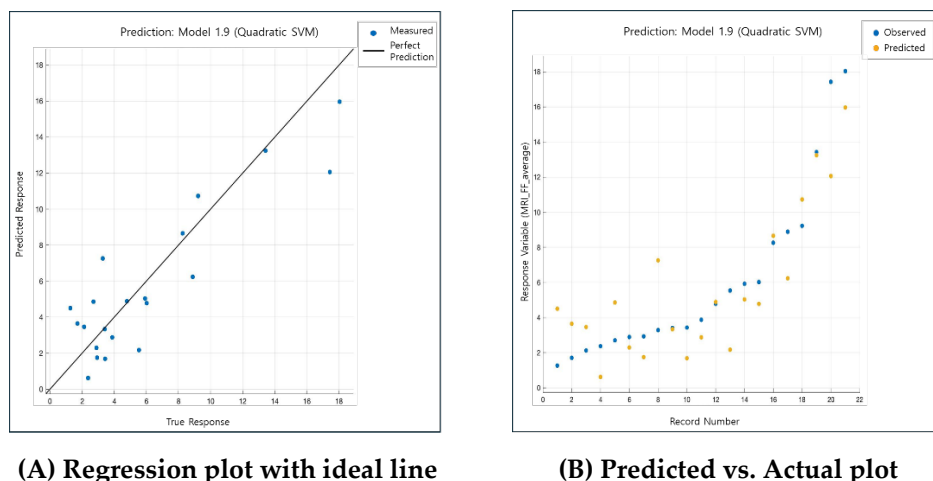 Prediction: Model 1.9 (Quadratic SVM)
Measured
Perfect
Prediction
Predicted Response
18
16
14
12
10
8
6
4
2
0
0 2 4 6 8 10 12 14 16 18
True Response
(A) Regression plot with ideal line
Prediction: Model 1.9 (Quadratic SVM)
Observed
Predicted
Response Variable (MRI_FF_average)
18
16
14
12
10
8
6
4
2
0
0 2 4 6 8 10 12 14 16 18 20 22
Record Number
(B) Predicted vs. Actual plot